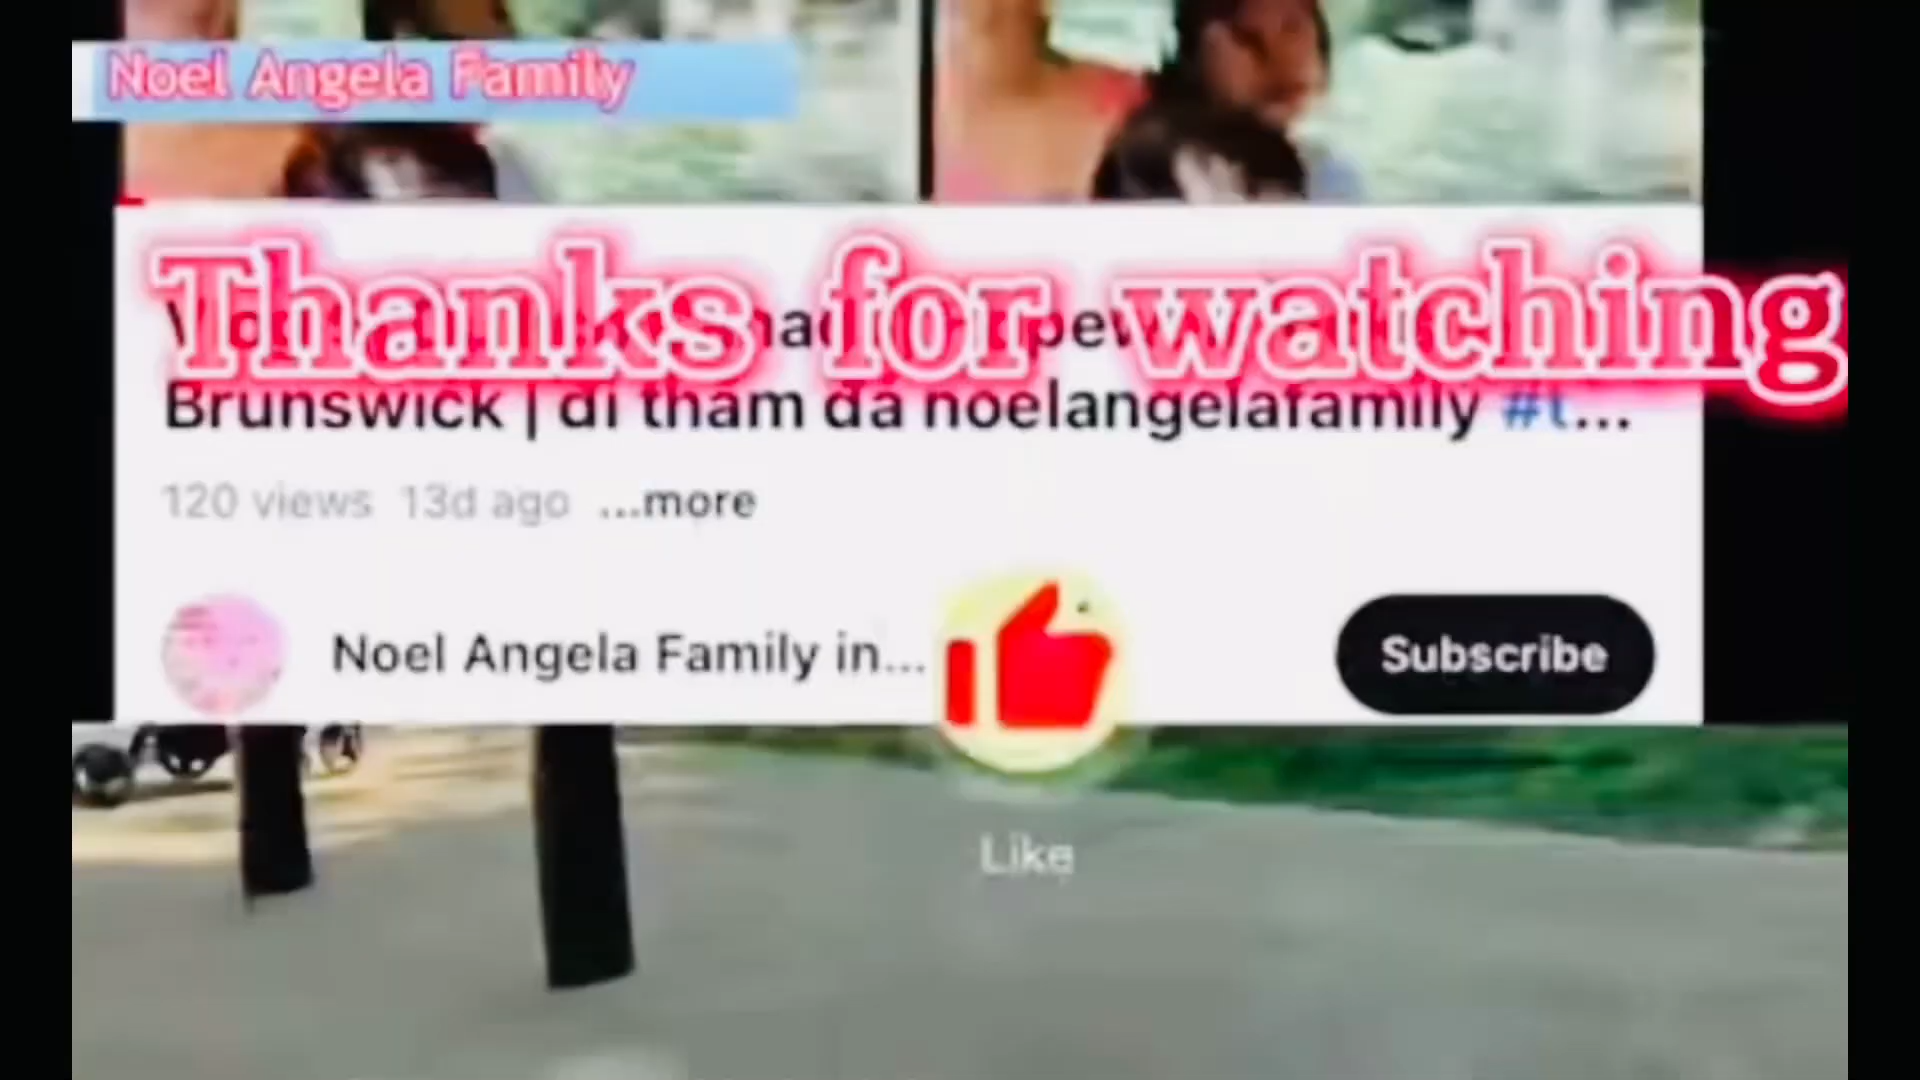 Noel Angela Family
Thanks for watching
Brunswick | di tham da noelangelafamily #t...
120 views 13d ago ...more
Noel Angela Family in...
Subscribe
Like